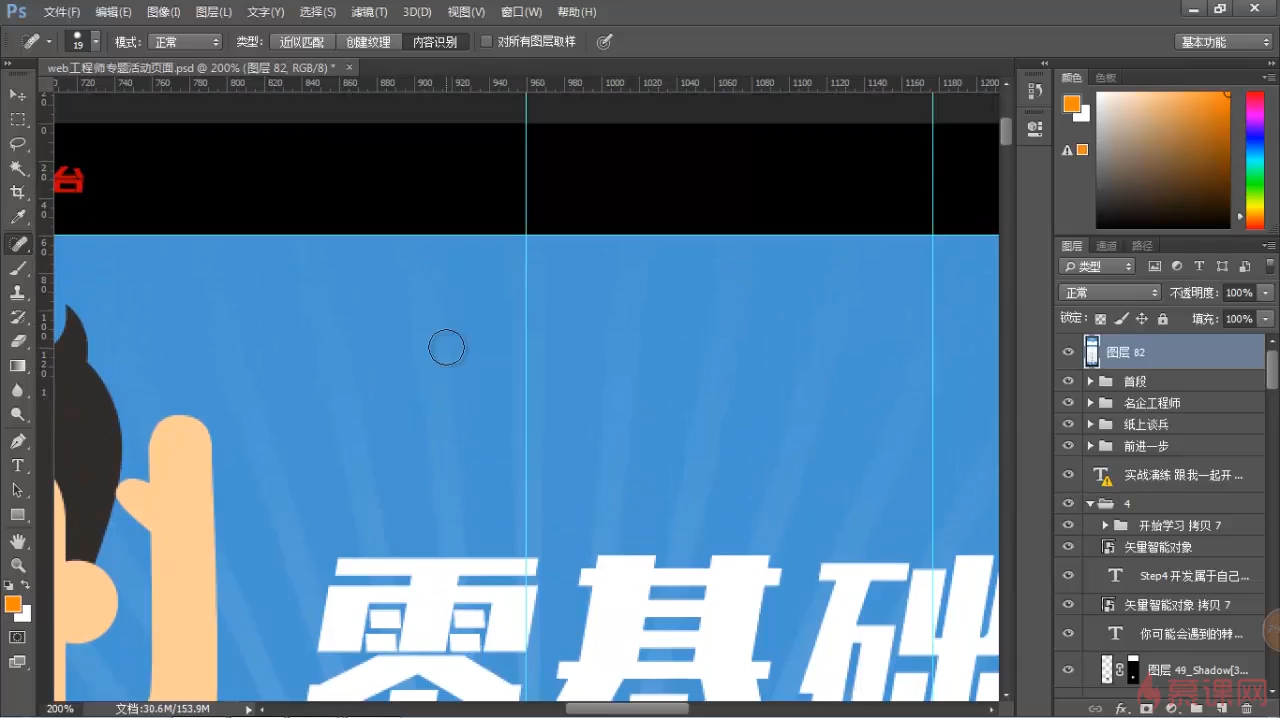 Ps 文件(F) 编辑(E) 图像(I) 图层(L) 文字(Y) 选择(S) 滤镜(T) 3D(D) 视图(V) 窗口(W) 帮助(H)
19 模式: 正常 类型: 近似匹配 创建纹理 内容识别 对所有图层取样 基本功能
web工程师专题活动页面.psd @ 200% (图层 82, RGB/8) * ×
720 740 760 780 800 820 840 860 880 900 920 940 960 980 1000 1020 1040 1060 1080 1100 1120 1140 1160 1180 1200
颜色 色板
台
图层 通道 路径
类型
正常 不透明度: 100%
锁定: 填充: 100%
图层 82
首段
名企工程师
纸上谈兵
前进一步
实战演练 跟我一起开...
4
开始学习 拷贝 7
矢量智能对象
Step4 开发属于自己...
矢量智能对象 拷贝 7
你可能会遇到的棘...
图层 49_Shadow[3...
零基础
慕课网
200% 文档:30.6M/153.9M